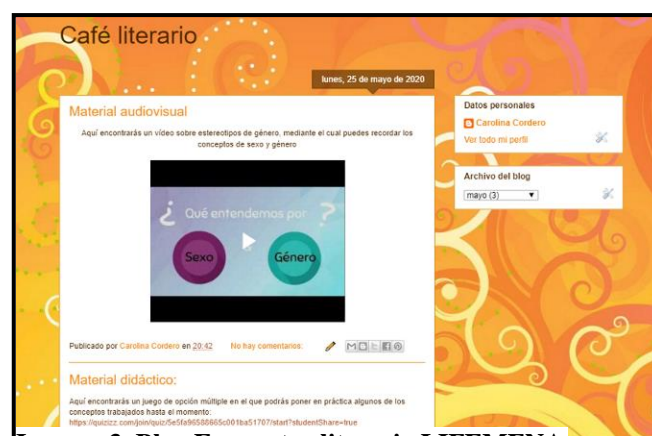 Café literario
lunes, 25 de mayo de 2020
Material audiovisual
Aquí encontrarás un vídeo sobre estereotipos de género, mediante el cual puedes recordar los
conceptos de sexo y género
¿ Qué entendemos por ?
Sexo
Género
Publicado por Carolina Cordero en 20:42 No hay comentarios:
Material didáctico:
Aquí encontrarás un juego de opción múltiple en el que podrás poner en práctica algunos de los
conceptos trabajados hasta el momento:
https://quizizz.com/join/quiz/5e5fa96588665c001ba51707/start?studentShare=true
Datos personales
Carolina Cordero
Ver todo mi perfil
Archivo del blog
mayo (3)